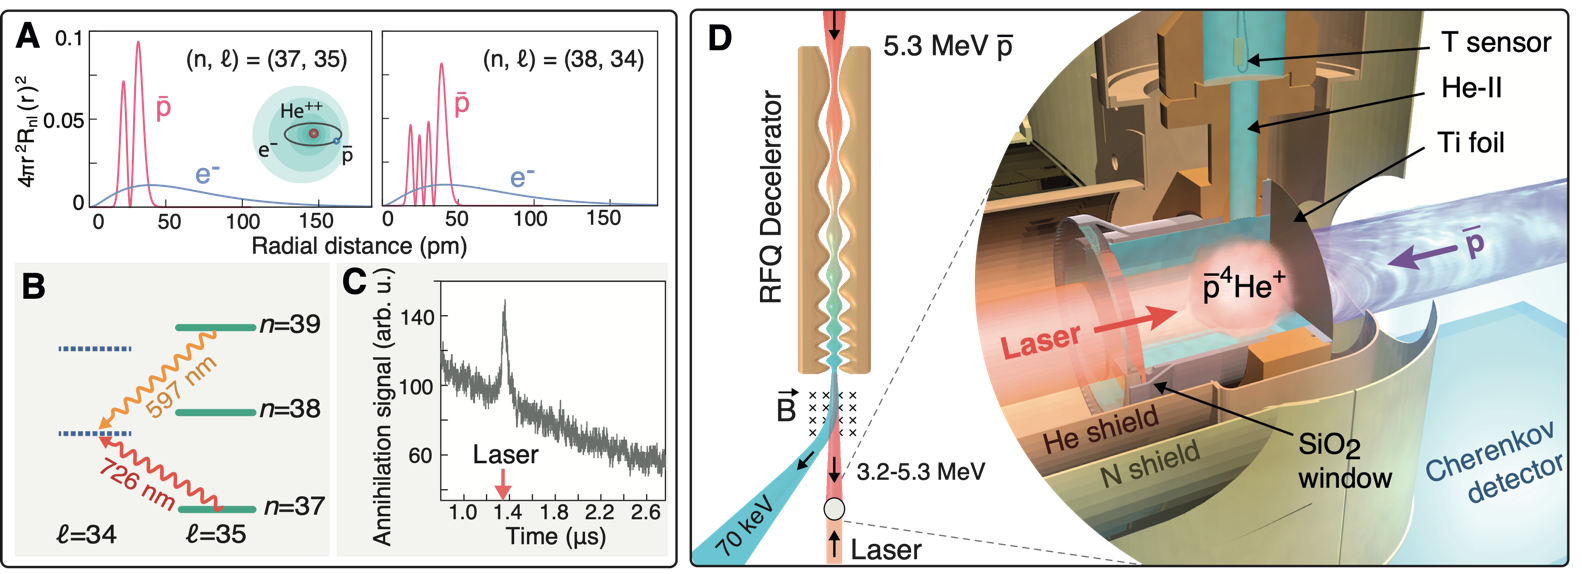 A
0.1
0.05
0
4πr²Rnl(r)²
(n, ℓ) = (37, 35)
p̄
He++
e-
p̄
e-
0
50
100
150
(n, ℓ) = (38, 34)
p̄
e-
0
50
100
150
Radial distance (pm)
B
n=39
597 nm
n=38
726 nm
n=37
ℓ=34
ℓ=35
C
Annihilation signal (arb. u.)
140
100
60
Laser
1.0
1.4
1.8
2.2
2.6
Time (μs)
D
5.3 MeV p̄
RFQ Decelerator
B⃗
3.2-5.3 MeV
70 keV
Laser
T sensor
He-II
Ti foil
p̄
p̄⁴He⁺
Laser
He shield
N shield
SiO₂
window
Cherenkov
detector